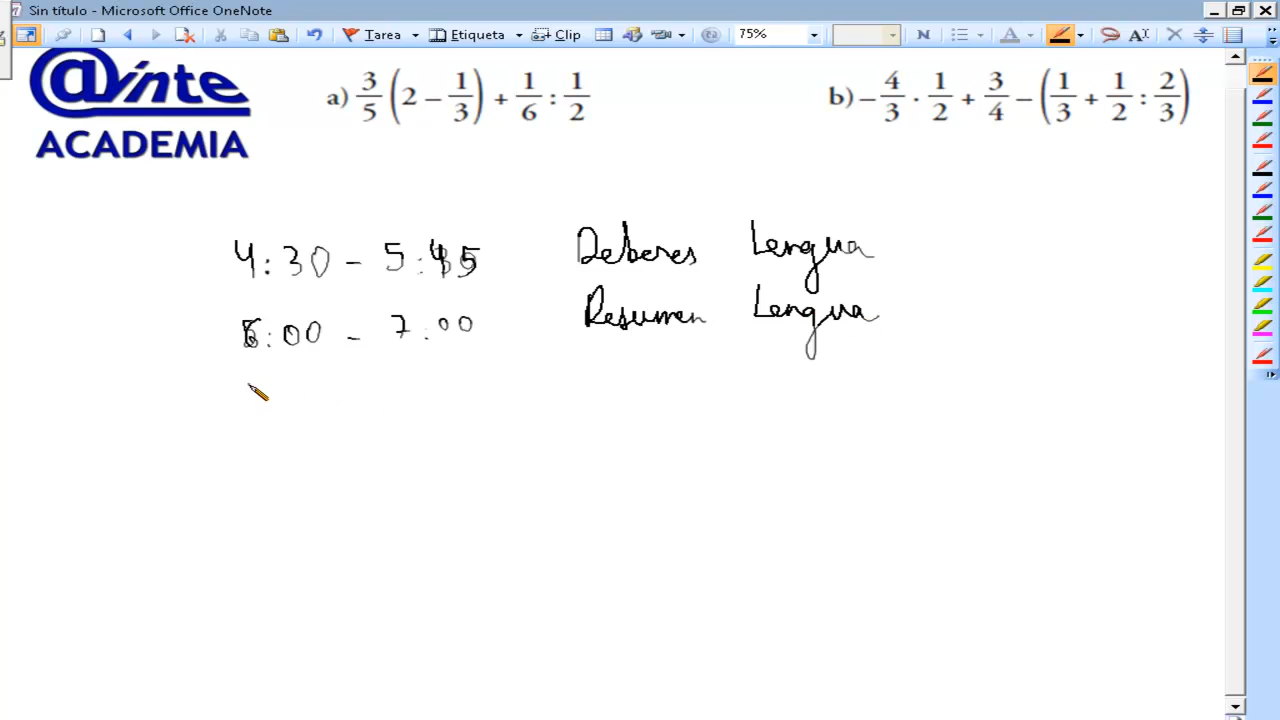 Sin título - Microsoft Office OneNote
Tarea Etiqueta Clip 75% N A A
@inte
ACADEMIA
a) 3/5 (2 − 1/3) + 1/6 : 1/2
b) −4/3 · 1/2 + 3/4 − (1/3 + 1/2 : 2/3)
4:30 - 5:45 Deberes Lengua
6:00 - 7:00 Resumen Lengua